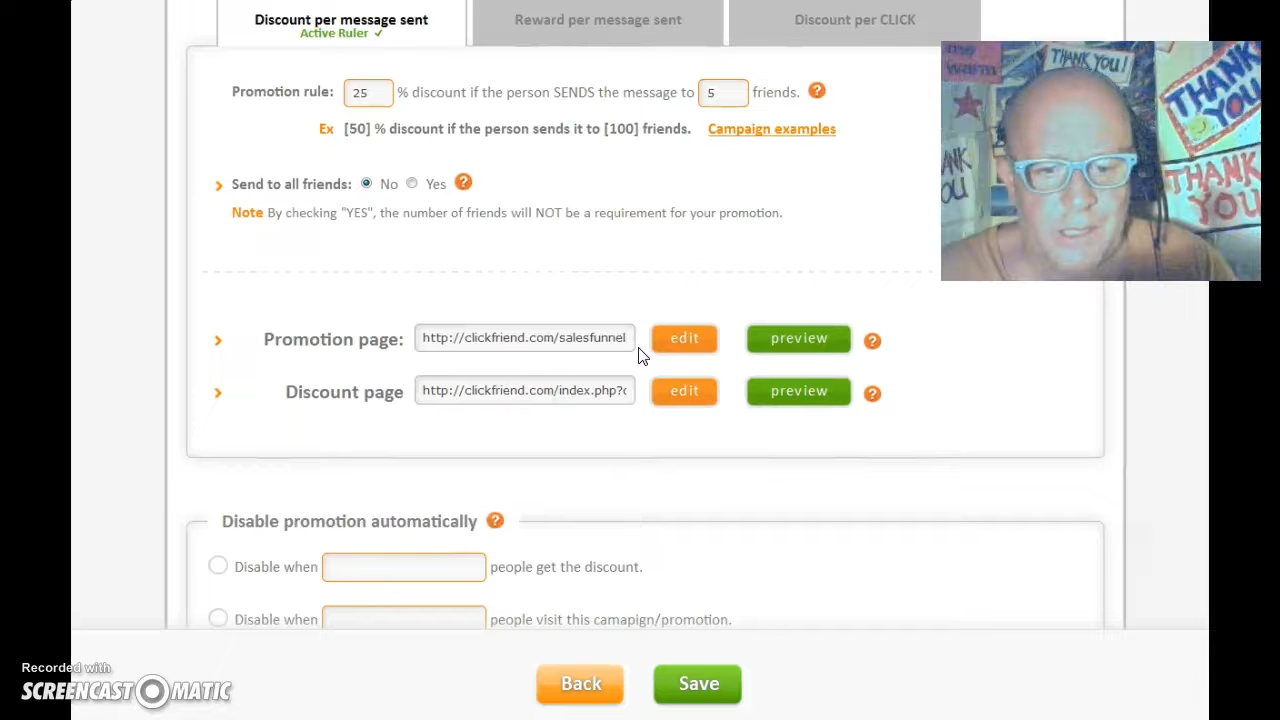 Discount per message sent
Active Ruler ✓
Reward per message sent
Discount per CLICK
Promotion rule: 25 % discount if the person SENDS the message to 5 friends. ?
Ex [50] % discount if the person sends it to [100] friends. Campaign examples
Send to all friends: No Yes ?
Note By checking "YES", the number of friends will NOT be a requirement for your promotion.
Promotion page: http://clickfriend.com/salesfunnel edit preview ?
Discount page http://clickfriend.com/index.php?c edit preview ?
Disable promotion automatically ?
Disable when people get the discount.
Disable when people visit this camapign/promotion.
Back Save
Recorded with
SCREENCAST-O-MATIC
me
warm
THANK YOU!
THANK
YOU
THANK
YOU